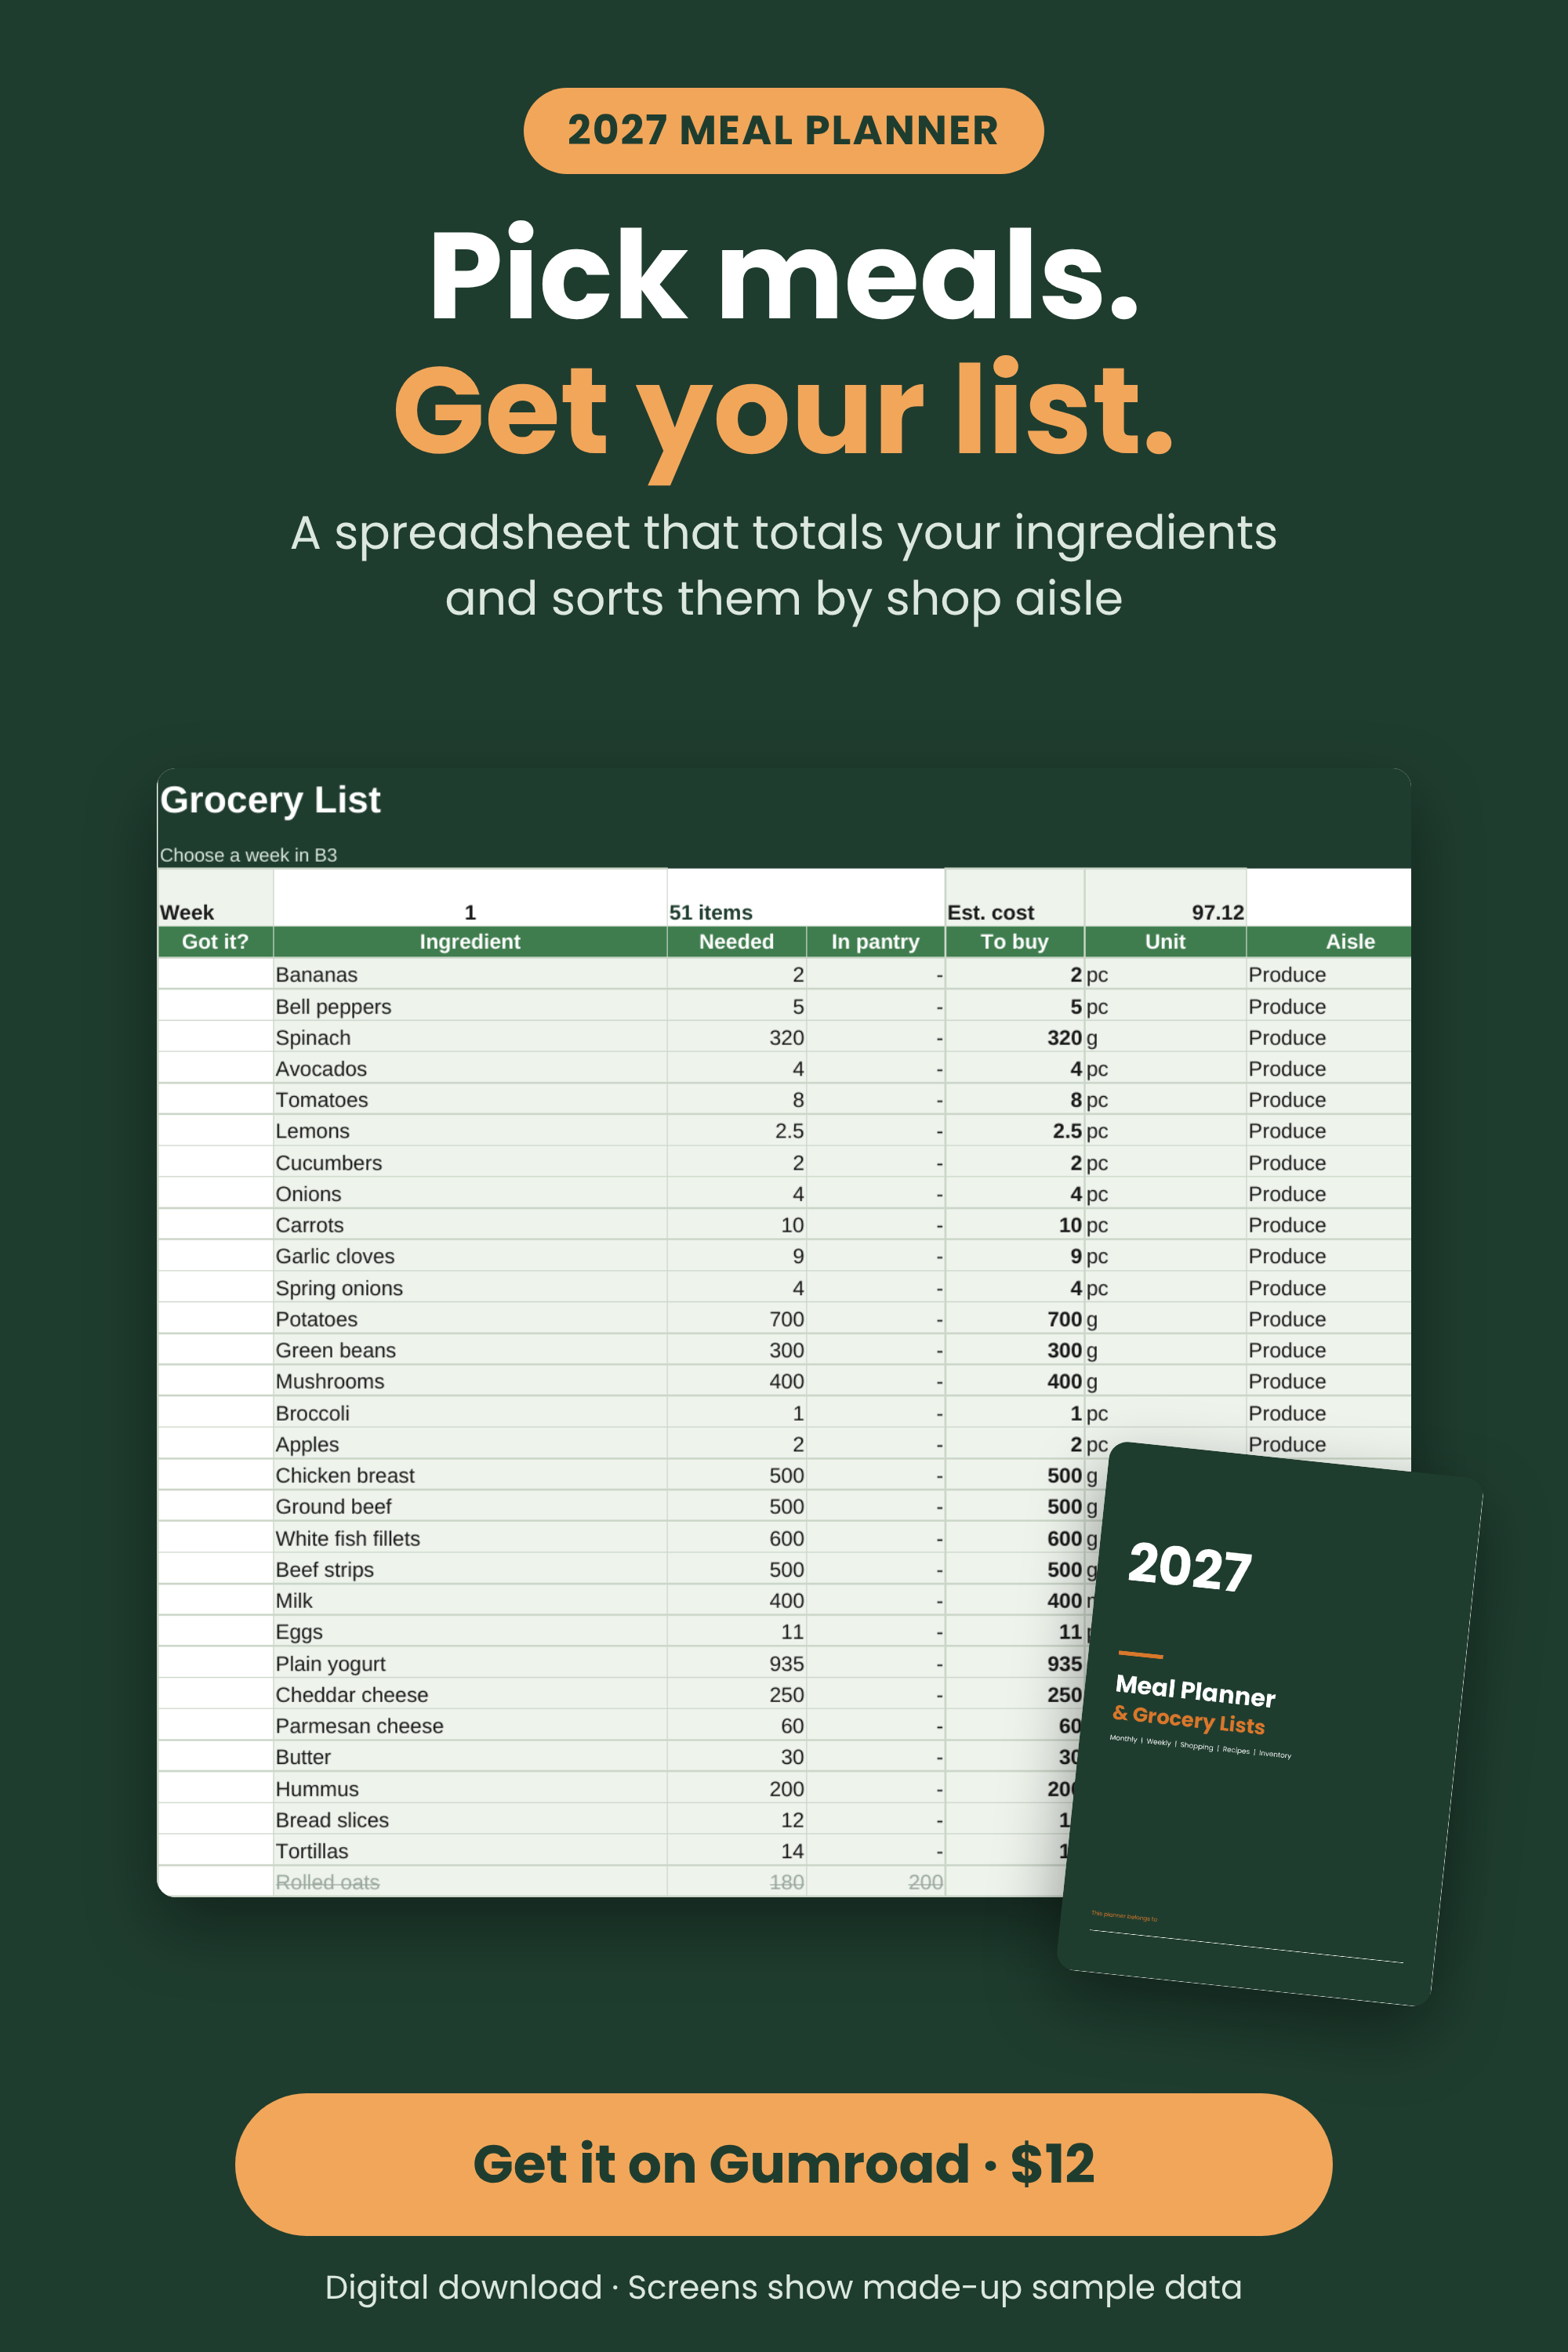 2027 MEAL PLANNER
Pick meals.
Get your list.
A spreadsheet that totals your ingredients
and sorts them by shop aisle
Grocery List
Choose a week in B3
Week 1 51 items Est. cost 97.12
Got it? Ingredient Needed In pantry To buy Unit Aisle
Bananas 2 - 2 pc Produce
Bell peppers 5 - 5 pc Produce
Spinach 320 - 320 g Produce
Avocados 4 - 4 pc Produce
Tomatoes 8 - 8 pc Produce
Lemons 2.5 - 2.5 pc Produce
Cucumbers 2 - 2 pc Produce
Onions 4 - 4 pc Produce
Carrots 10 - 10 pc Produce
Garlic cloves 9 - 9 pc Produce
Spring onions 4 - 4 pc Produce
Potatoes 700 - 700 g Produce
Green beans 300 - 300 g Produce
Mushrooms 400 - 400 g Produce
Broccoli 1 - 1 pc Produce
Apples 2 - 2 pc Produce
Chicken breast 500 - 500 g
Ground beef 500 - 500 g
White fish fillets 600 - 600 g
Beef strips 500 - 500 g
Milk 400 - 400
Eggs 11 - 11
Plain yogurt 935 - 935
Cheddar cheese 250 - 250
Parmesan cheese 60 - 60
Butter 30 - 30
Hummus 200 - 200
Bread slices 12 -
Tortillas 14 -
Rolled oats 180 200
2027
Meal Planner
& Grocery Lists
Monthly | Weekly | Shopping | Recipes | Inventory
This planner belongs to
Get it on Gumroad · $12
Digital download · Screens show made-up sample data